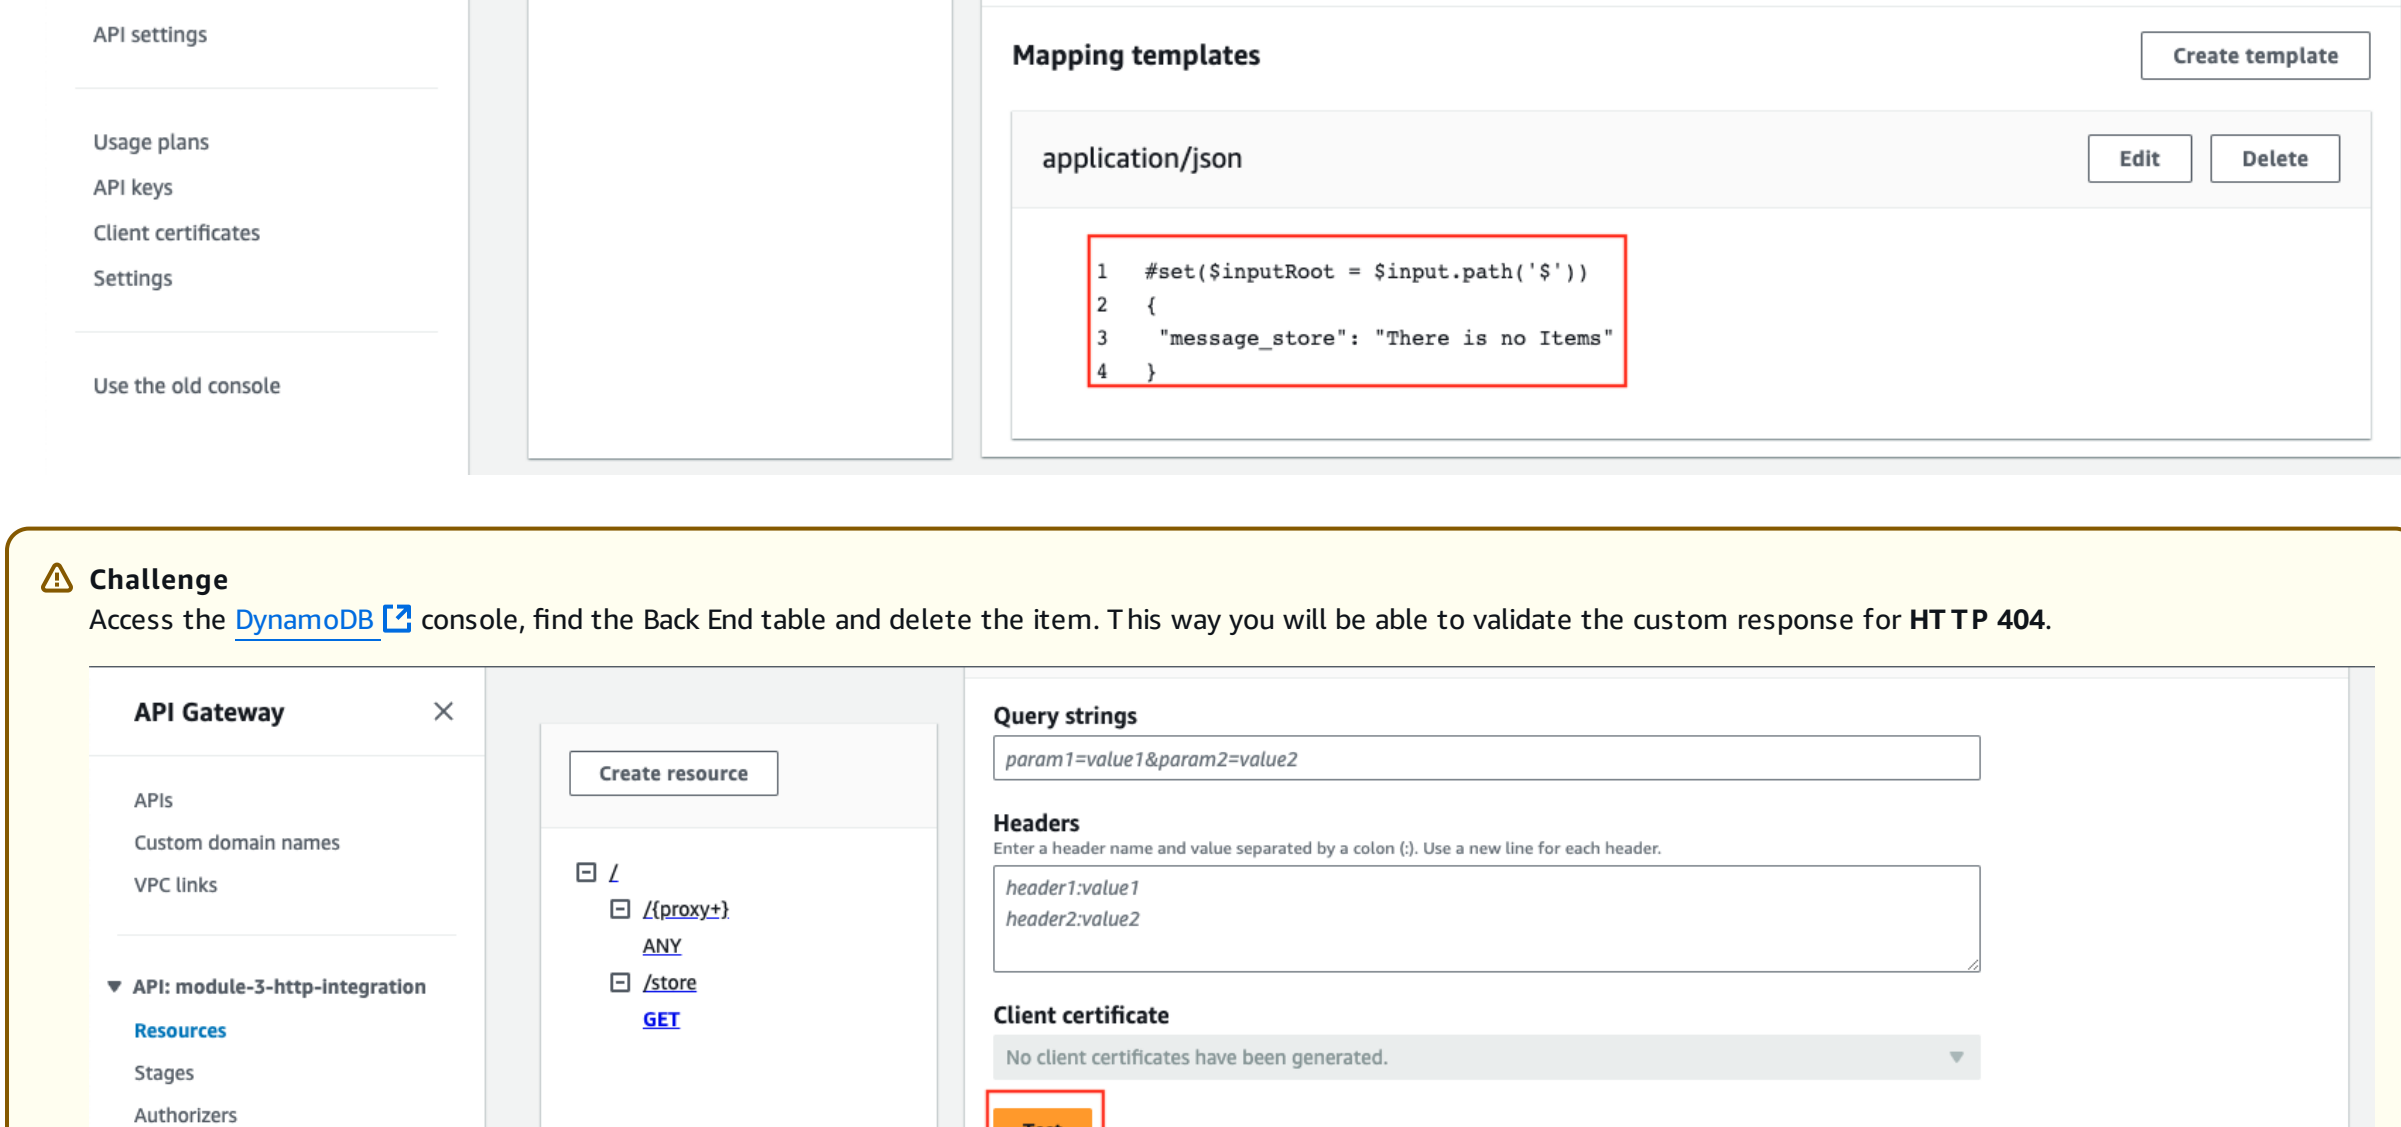 API settings
Usage plans
API keys
Client certificates
Settings
Use the old console
Mapping templates
Create template
application/json
Edit
Delete
1 #set($inputRoot = $input.path('$'))
2 {
3 "message_store": "There is no Items"
4 }
Challenge
Access the DynamoDB console, find the Back End table and delete the item. This way you will be able to validate the custom response for HTTP 404.
API Gateway
APIs
Custom domain names
VPC links
API: module-3-http-integration
Resources
Stages
Authorizers
Create resource
/
/{proxy+}
ANY
/store
GET
Query strings
param1=value1&param2=value2
Headers
Enter a header name and value separated by a colon (:). Use a new line for each header.
header1:value1
header2:value2
Client certificate
No client certificates have been generated.
Test